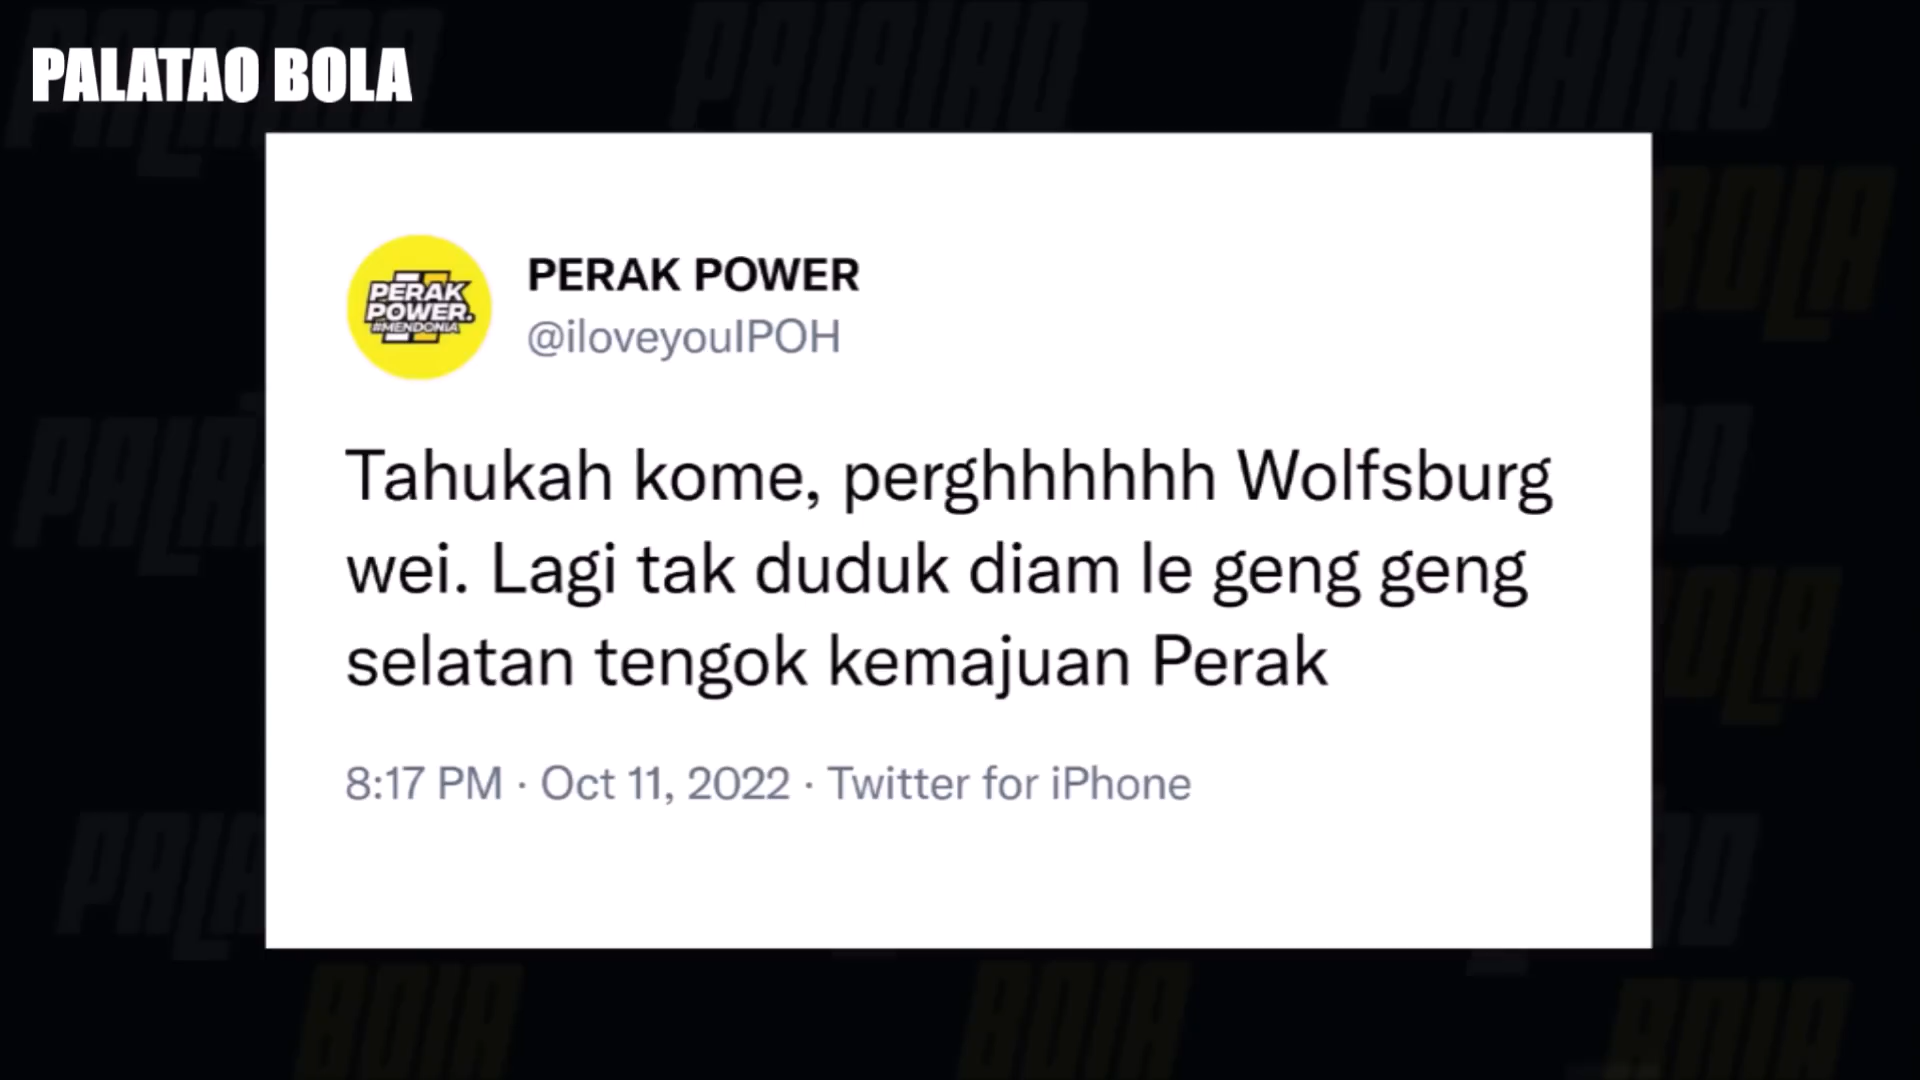 PALATAO BOLA
PERAK
POWER.
#MENDONIA
PERAK POWER
@iloveyouIPOH
Tahukah kome, perghhhhhh Wolfsburg
wei. Lagi tak duduk diam le geng geng
selatan tengok kemajuan Perak
8:17 PM · Oct 11, 2022 · Twitter for iPhone